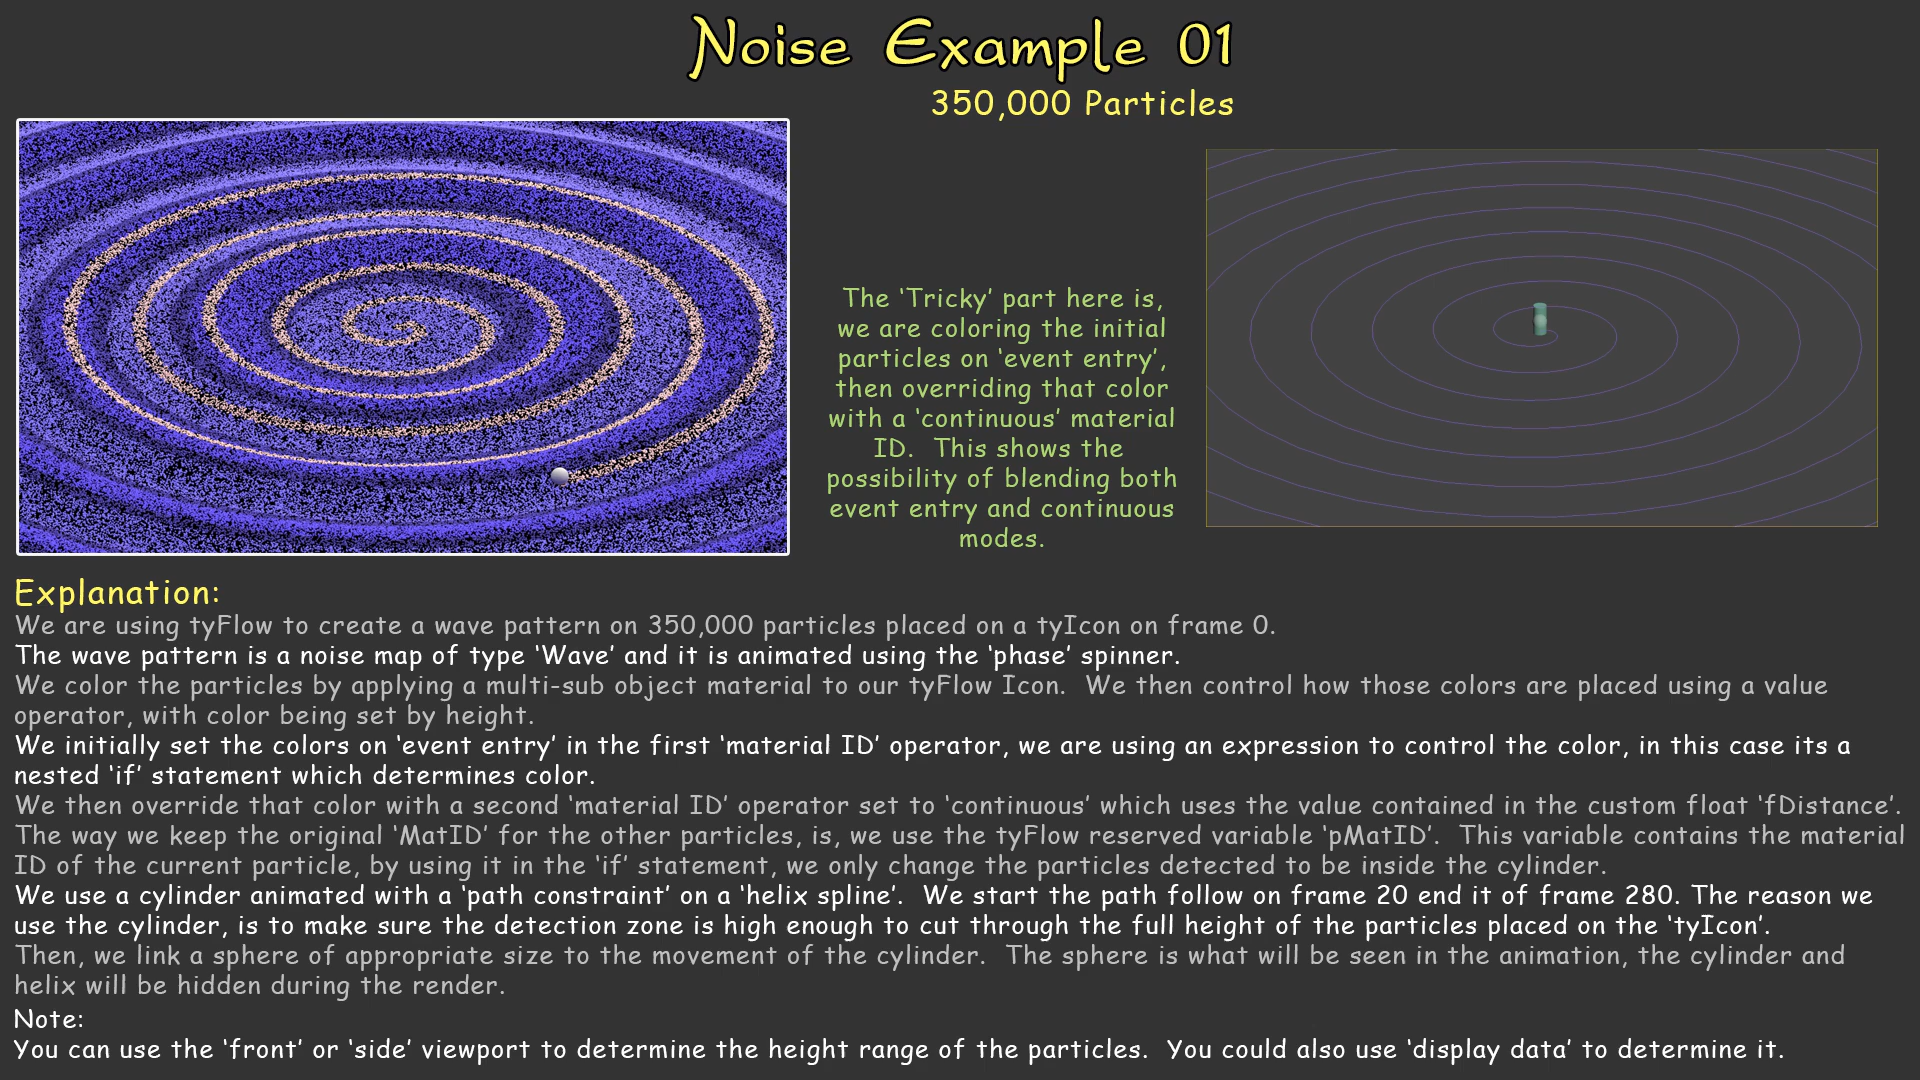 Noise Example 01
350,000 Particles
The ‘Tricky’ part here is,
we are coloring the initial
particles on ‘event entry’,
then overriding that color
with a ‘continuous’ material
ID.  This shows the
possibility of blending both
event entry and continuous
modes.
Explanation:
We are using tyFlow to create a wave pattern on 350,000 particles placed on a tyIcon on frame 0.
The wave pattern is a noise map of type ‘Wave’ and it is animated using the ‘phase’ spinner.
We color the particles by applying a multi-sub object material to our tyFlow Icon.  We then control how those colors are placed using a value
operator, with color being set by height.
We initially set the colors on ‘event entry’ in the first ‘material ID’ operator, we are using an expression to control the color, in this case its a
nested ‘if’ statement which determines color.
We then override that color with a second ‘material ID’ operator set to ‘continuous’ which uses the value contained in the custom float ‘fDistance’.
The way we keep the original ‘MatID’ for the other particles, is, we use the tyFlow reserved variable ‘pMatID’.  This variable contains the material
ID of the current particle, by using it in the ‘if’ statement, we only change the particles detected to be inside the cylinder.
We use a cylinder animated with a ‘path constraint’ on a ‘helix spline’.  We start the path follow on frame 20 end it of frame 280. The reason we
use the cylinder, is to make sure the detection zone is high enough to cut through the full height of the particles placed on the ‘tyIcon’.
Then, we link a sphere of appropriate size to the movement of the cylinder.  The sphere is what will be seen in the animation, the cylinder and
helix will be hidden during the render.
Note:
You can use the ‘front’ or ‘side’ viewport to determine the height range of the particles.  You could also use ‘display data’ to determine it.